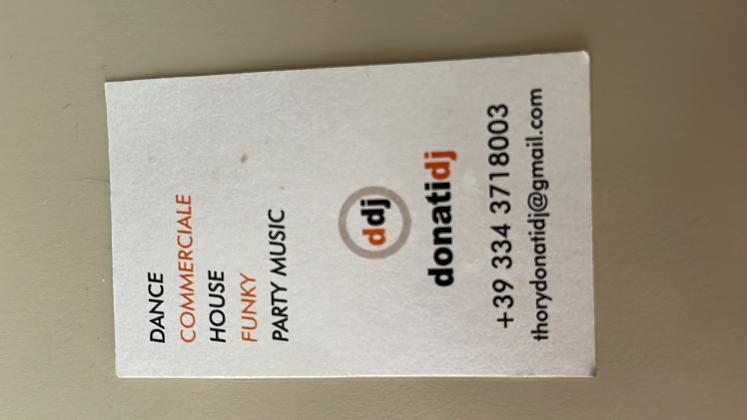 DANCE
COMMERCIALE
HOUSE
FUNKY
PARTY MUSIC
ddj
donatidj
+39 334 3718003
thorydonatidj@gmail.com